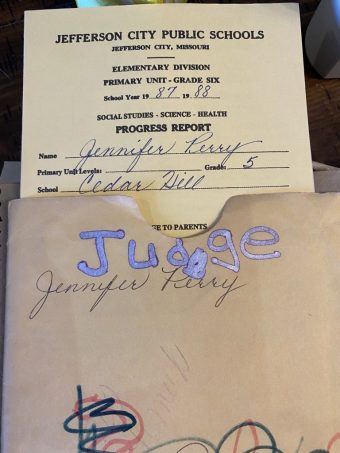 JEFFERSON CITY PUBLIC SCHOOLS
JEFFERSON CITY, MISSOURI
ELEMENTARY DIVISION
PRIMARY UNIT - GRADE SIX
School Year 19 87 19 88
SOCIAL STUDIES - SCIENCE - HEALTH
PROGRESS REPORT
Name Jennifer Perry
Primary Unit Levels: Grade: 5
School Cedar Hill
TO PARENTS
Judge
Jennifer Perry